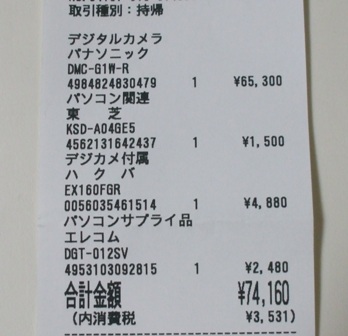 取引種別:持帰
デジタルカメラ
パナソニック
DMC-G1W-R
4984824830479 1 ¥65,300
パソコン関連
東 芝
KSD-A04GE5
4562131642437 1 ¥1,500
デジカメ付属
ハクバ
EX160FGR
0056035461514 1 ¥4,880
パソコンサプライ品
エレコム
DGT-012SV
4953103092815 1 ¥2,480
合計金額 ¥74,160
(内消費税 ¥3,531)